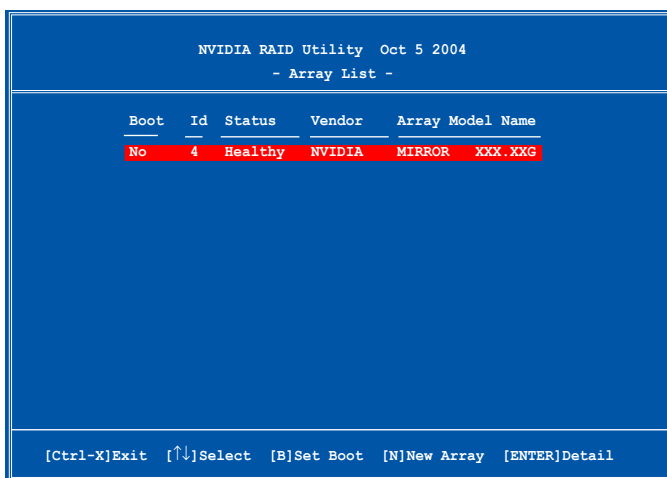 NVIDIA RAID Utility Oct 5 2004
- Array List -
Boot Id Status Vendor Array Model Name
No 4 Healthy NVIDIA MIRROR XXX.XXG
[Ctrl-X]Exit [↑↓]Select [B]Set Boot [N]New Array [ENTER]Detail